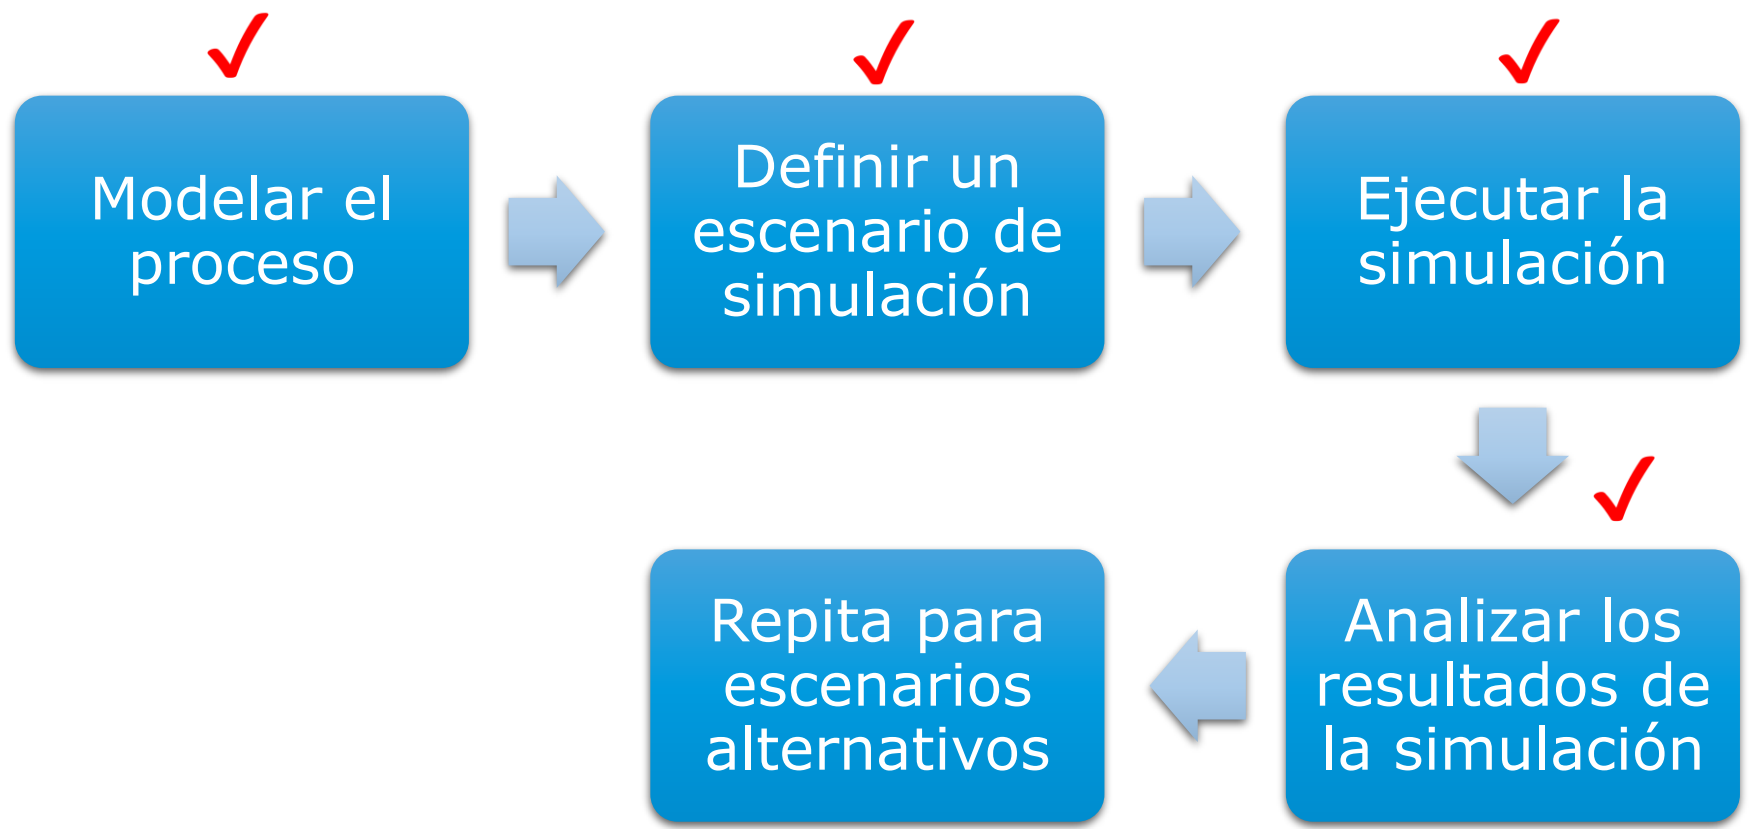 Modelar el
proceso
Definir un
escenario de
simulación
Ejecutar la
simulación
Analizar los
resultados de
la simulación
Repita para
escenarios
alternativos